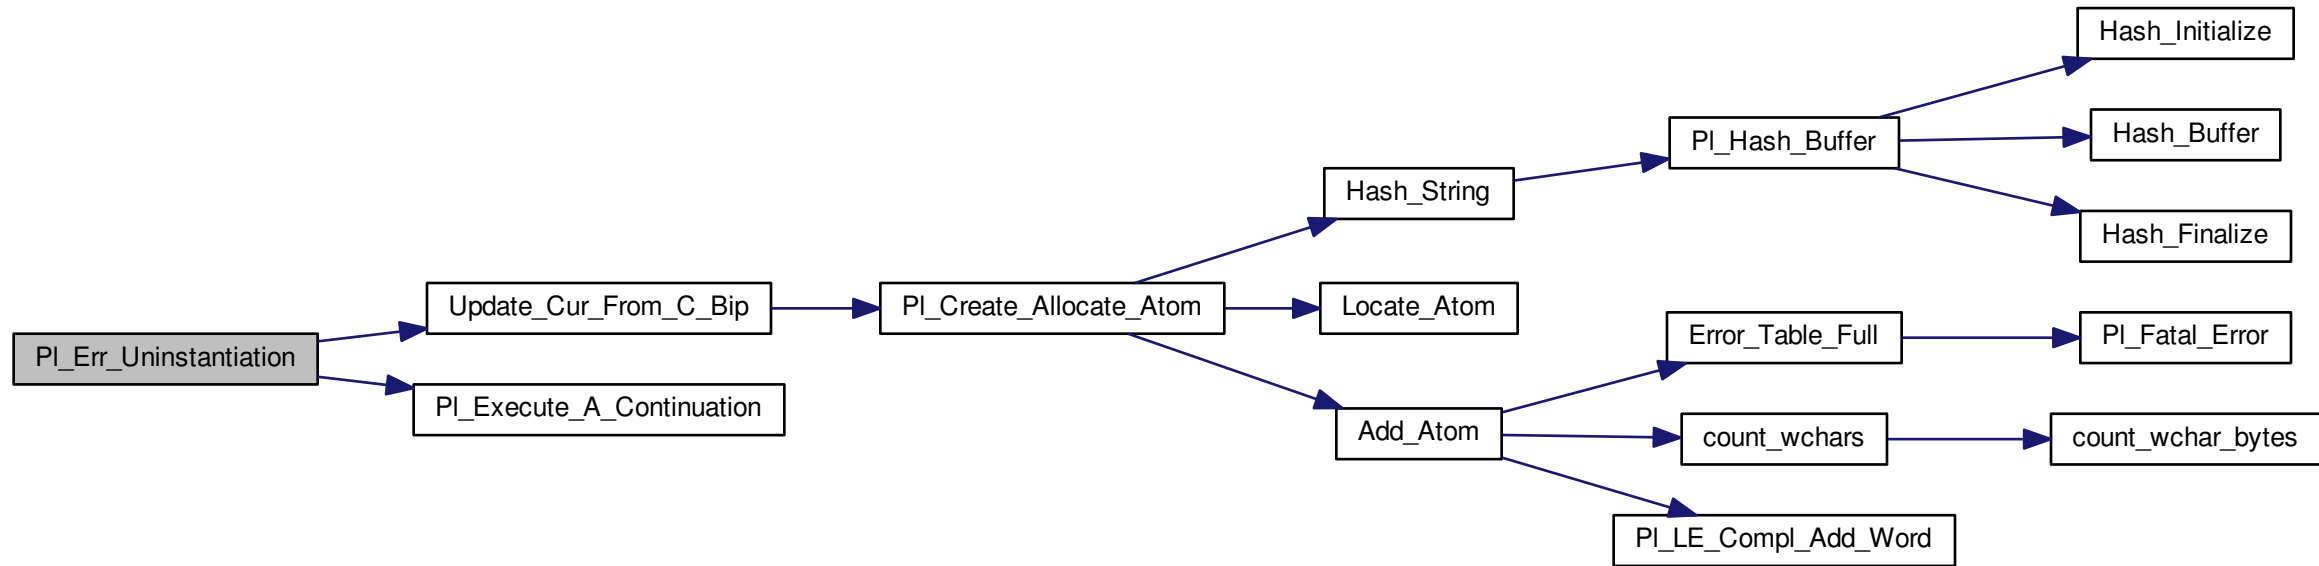 Pl_Err_Uninstantiation
Update_Cur_From_C_Bip
Pl_Execute_A_Continuation
Pl_Create_Allocate_Atom
Hash_String
Locate_Atom
Add_Atom
Pl_Hash_Buffer
Error_Table_Full
count_wchars
Pl_LE_Compl_Add_Word
Hash_Initialize
Hash_Buffer
Hash_Finalize
Pl_Fatal_Error
count_wchar_bytes